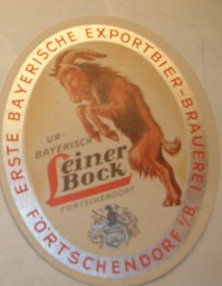 ERSTE BAYERISCHE EXPORTBIER-BRAUEREI
UR-
BAYERISCH
Leiner
BOCK
FÖRTSCHENDORF
FÖRTSCHENDORF i/B.